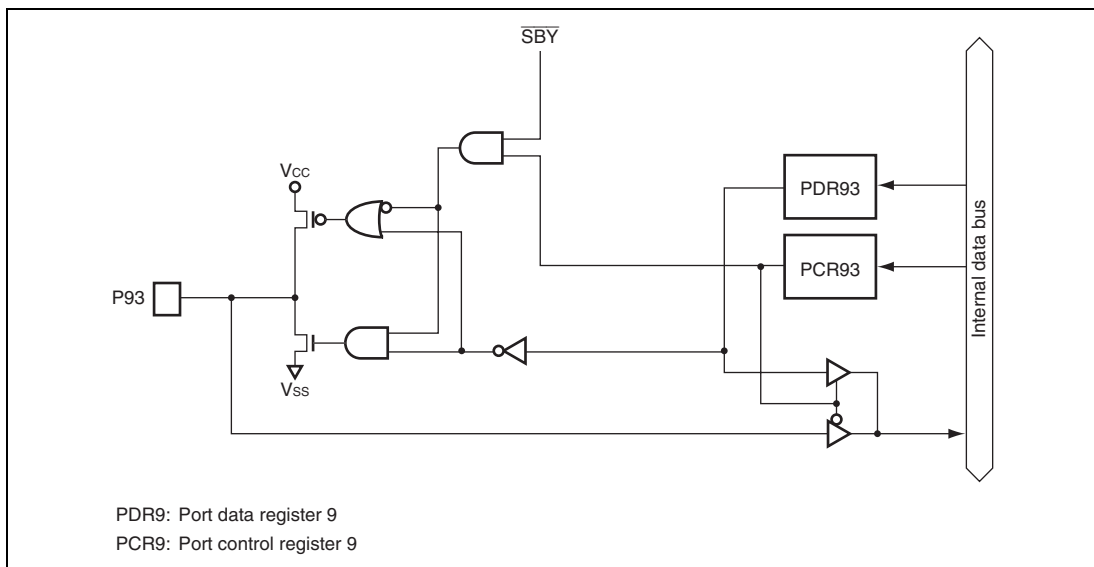 SBY
VCC
PDR93
PCR93
Internal data bus
P93
VSS
PDR9: Port data register 9
PCR9: Port control register 9